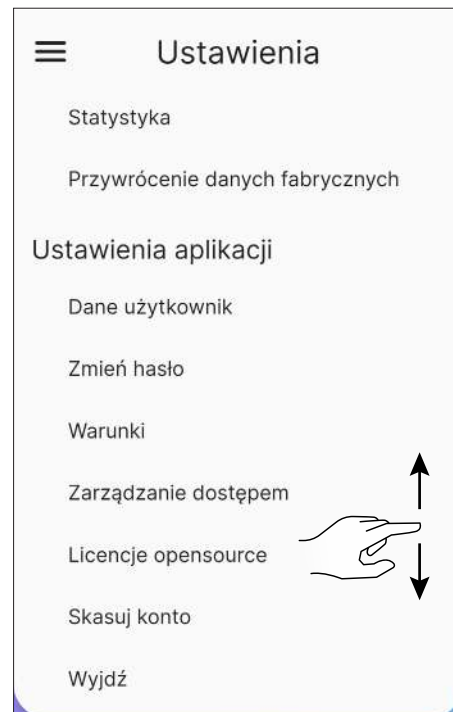 Ustawienia
Statystyka
Przywrócenie danych fabrycznych
Ustawienia aplikacji
Dane użytkownik
Zmień hasło
Warunki
Zarządzanie dostępem
Licencje opensource
Skasuj konto
Wyjdź